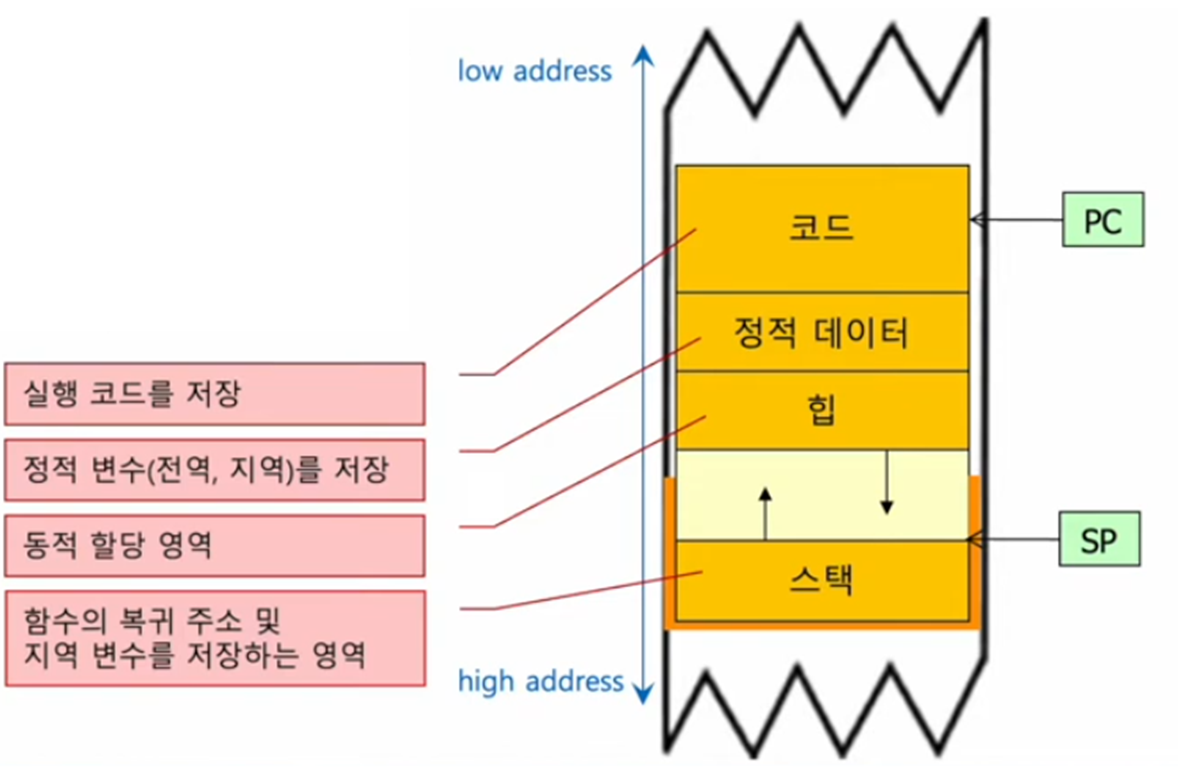 low address
코드
PC
정적 데이터
실행 코드를 저장
힙
정적 변수(전역, 지역)를 저장
동적 할당 영역
SP
스택
함수의 복귀 주소 및
지역 변수를 저장하는 영역
high address